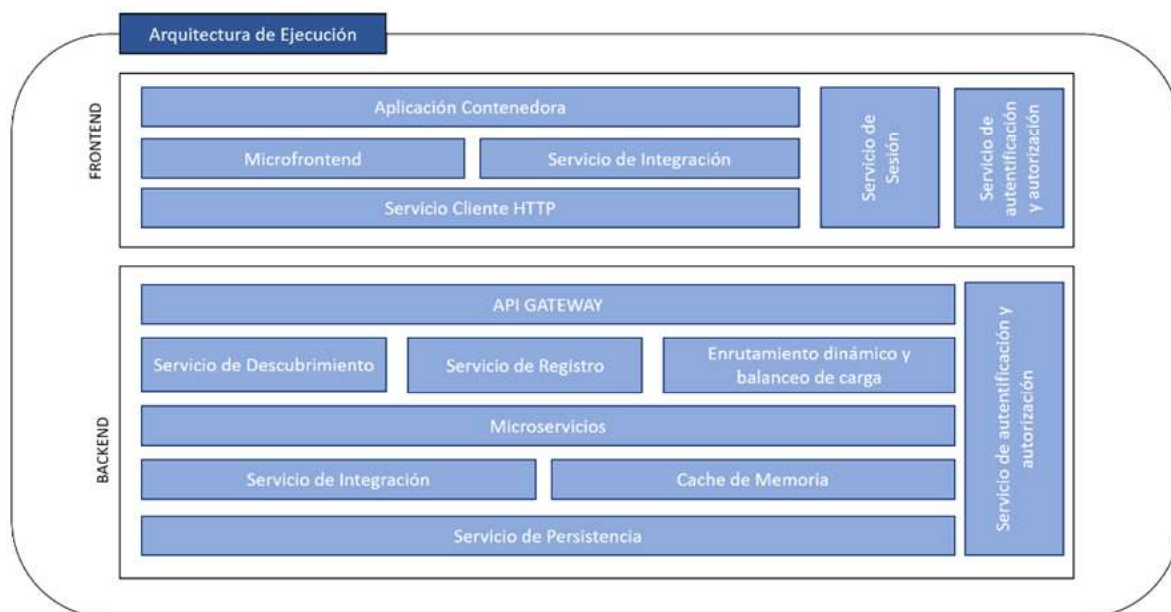 Arquitectura de Ejecución
FRONTEND
Aplicación Contenedora
Microfrontend
Servicio de Integración
Servicio Cliente HTTP
Servicio de
Sesión
Servicio de
autentificación
y autorización
BACKEND
API GATEWAY
Servicio de Descubrimiento
Servicio de Registro
Enrutamiento dinámico y
balanceo de carga
Microservicios
Servicio de Integración
Cache de Memoria
Servicio de Persistencia
Servicio de autentificación y
autorización